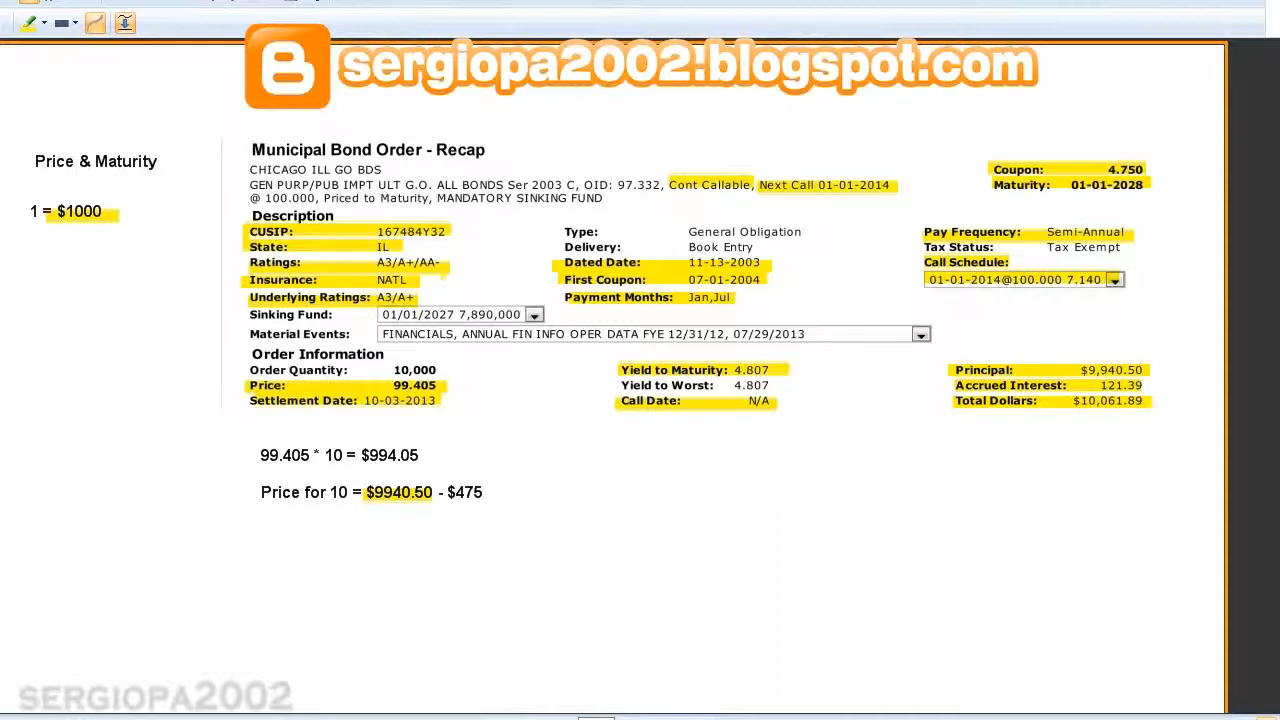 sergiopa2002.blogspot.com
Price & Maturity
1 = $1000
Municipal Bond Order - Recap
CHICAGO ILL GO BDS
GEN PURP/PUB IMPT ULT G.O. ALL BONDS Ser 2003 C, OID: 97.332, Cont Callable, Next Call 01-01-2014
@ 100.000, Priced to Maturity, MANDATORY SINKING FUND
Coupon: 4.750
Maturity: 01-01-2028
Description
CUSIP: 167484Y32 Type: General Obligation Pay Frequency: Semi-Annual
State: IL Delivery: Book Entry Tax Status: Tax Exempt
Ratings: A3/A+/AA- Dated Date: 11-13-2003 Call Schedule:
Insurance: NATL First Coupon: 07-01-2004 01-01-2014@100.000 7.140
Underlying Ratings: A3/A+ Payment Months: Jan,Jul
Sinking Fund: 01/01/2027 7,890,000
Material Events: FINANCIALS, ANNUAL FIN INFO OPER DATA FYE 12/31/12, 07/29/2013
Order Information
Order Quantity: 10,000 Yield to Maturity: 4.807 Principal: $9,940.50
Price: 99.405 Yield to Worst: 4.807 Accrued Interest: 121.39
Settlement Date: 10-03-2013 Call Date: N/A Total Dollars: $10,061.89
99.405 * 10 = $994.05
Price for 10 = $9940.50 - $475
SERGIOPA2002